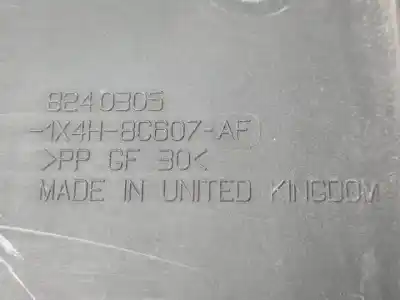 8240305
-1X4H-8C607-AF
>PP GF 30<
MADE IN UNITED KINGDOM